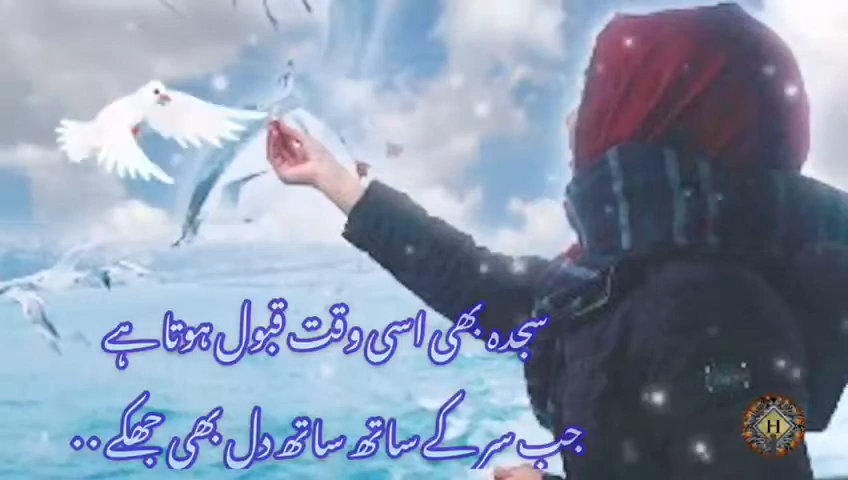 سجدہ بھی اسی وقت قبول ہوتا ہے
جب سر کے ساتھ ساتھ دل بھی جھکے ..
H